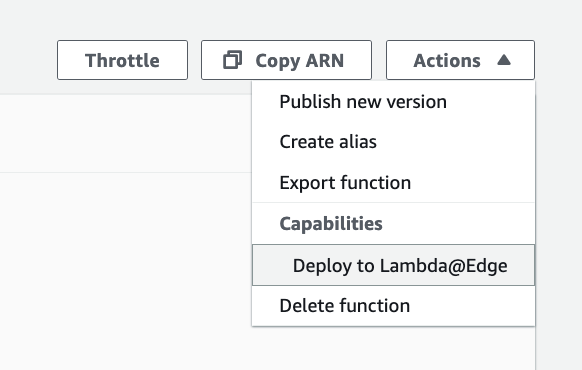 Throttle
Copy ARN
Actions
Publish new version
Create alias
Export function
Capabilities
Deploy to Lambda@Edge
Delete function